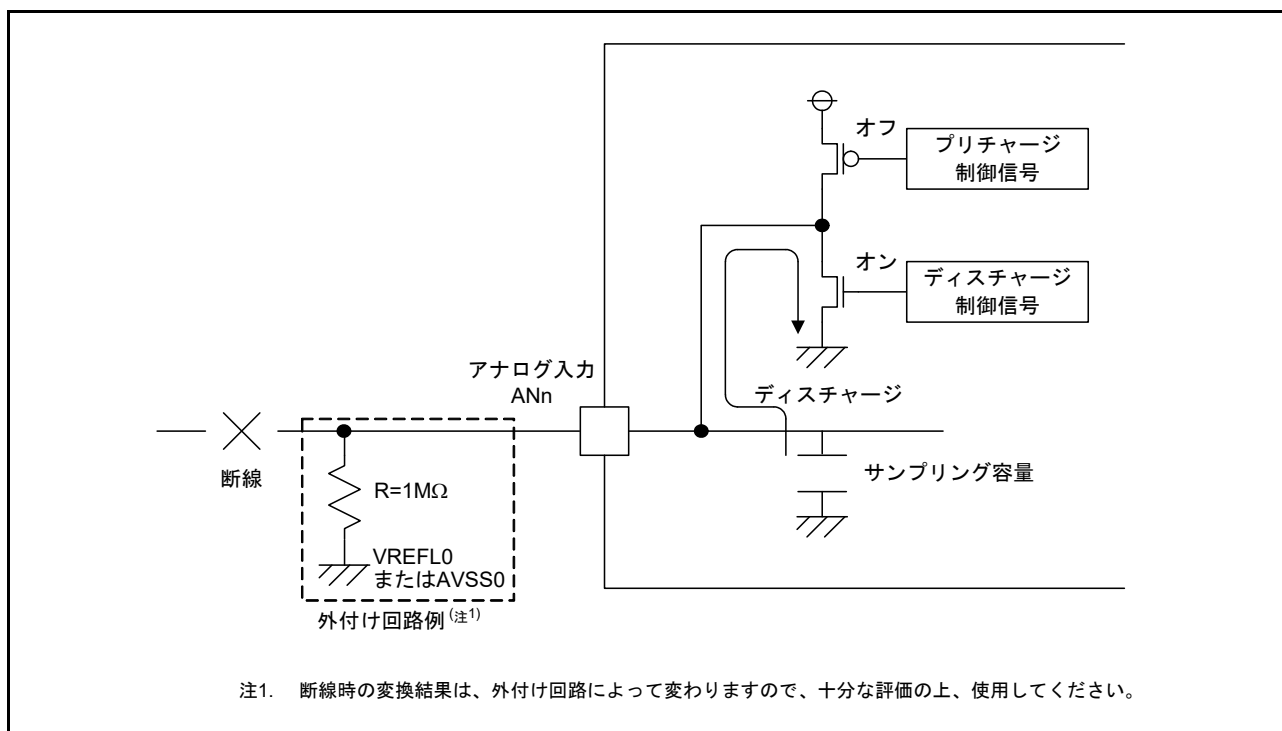 オフ
プリチャージ
制御信号
オン
ディスチャージ
制御信号
アナログ入力
ANn
ディスチャージ
断線
R=1MΩ
サンプリング容量
VREFL0
またはAVSS0
外付け回路例(注1)
注1. 断線時の変換結果は、外付け回路によって変わりますので、十分な評価の上、使用してください。